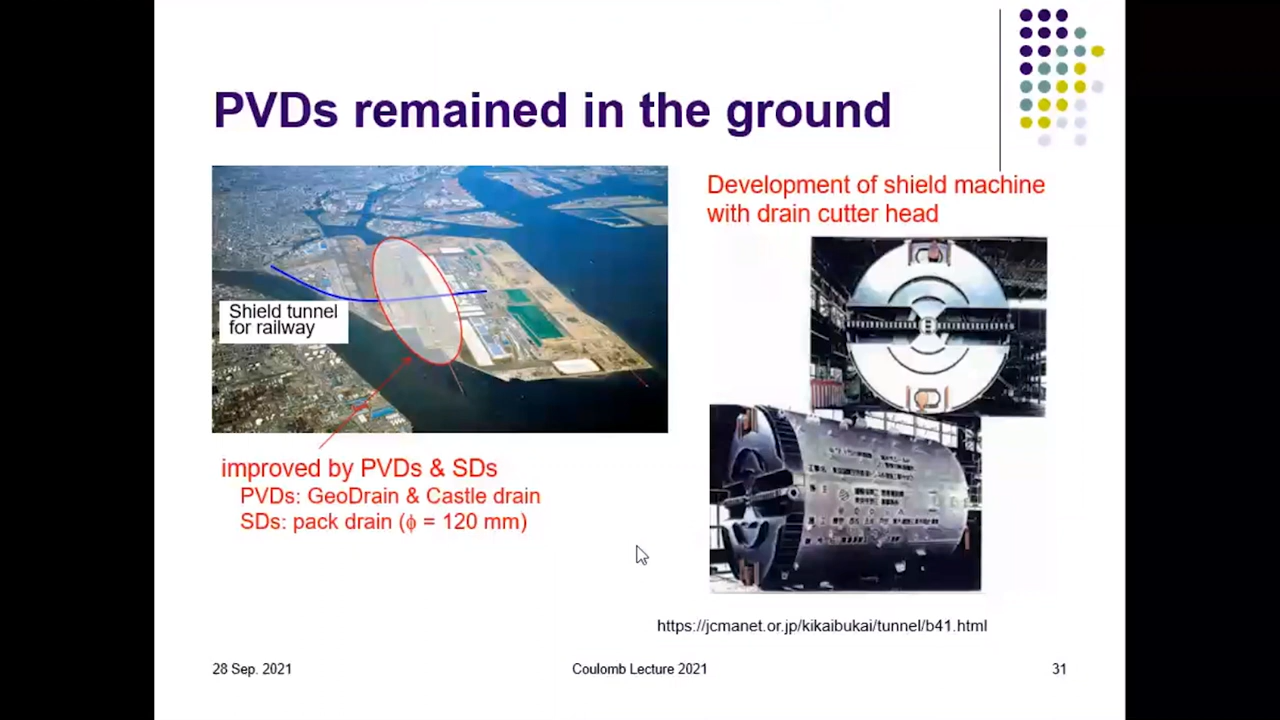 PVDs remained in the ground
Shield tunnel
for railway
improved by PVDs & SDs
PVDs: GeoDrain & Castle drain
SDs: pack drain (ϕ = 120 mm)
Development of shield machine
with drain cutter head
https://jcmanet.or.jp/kikaibukai/tunnel/b41.html
28 Sep. 2021
Coulomb Lecture 2021
31